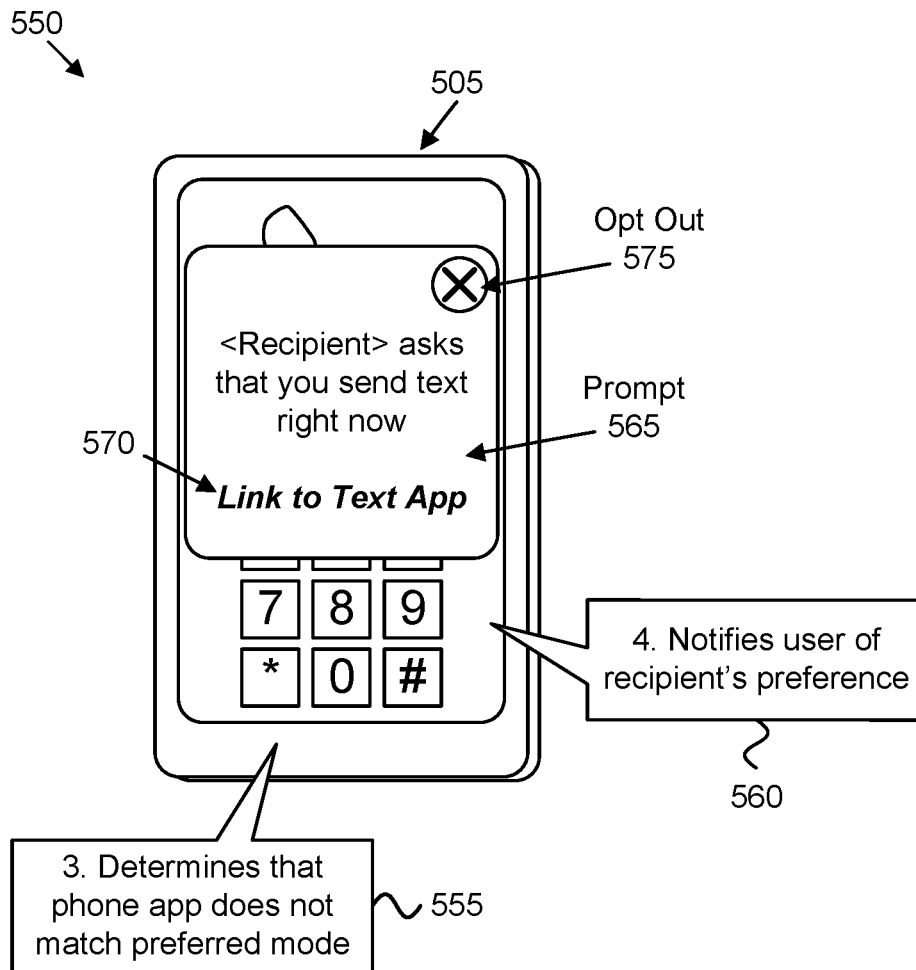 550
505
Opt Out
575
<Recipient> asks
that you send text
right now
Prompt
565
570
Link to Text App
7 8 9
* 0 #
4. Notifies user of
recipient's preference
560
3. Determines that
phone app does not
match preferred mode
555